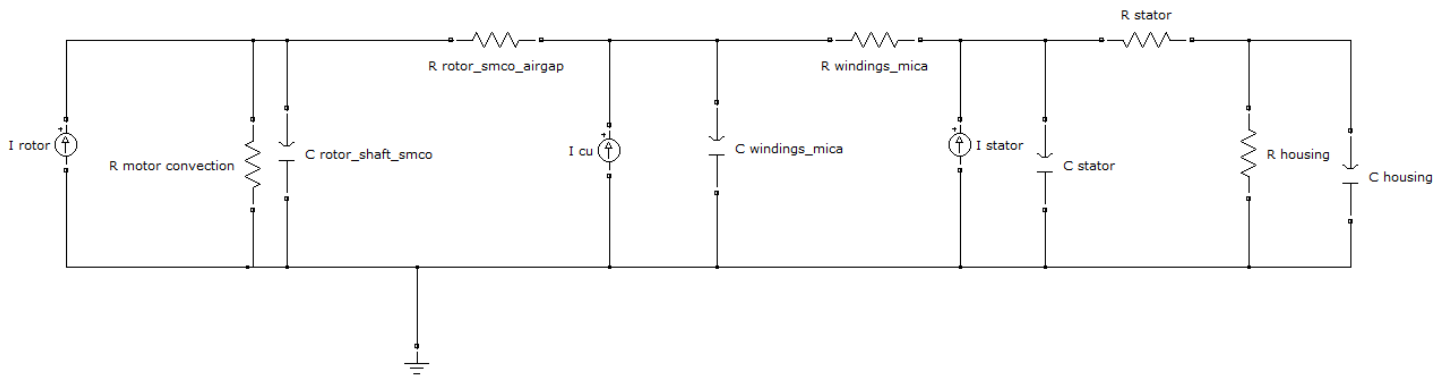 R stator
R rotor_smco_airgap
R windings_mica
I rotor
+
R motor convection
C rotor_shaft_smco
I cu
+
C windings_mica
+
I stator
C stator
R housing
C housing